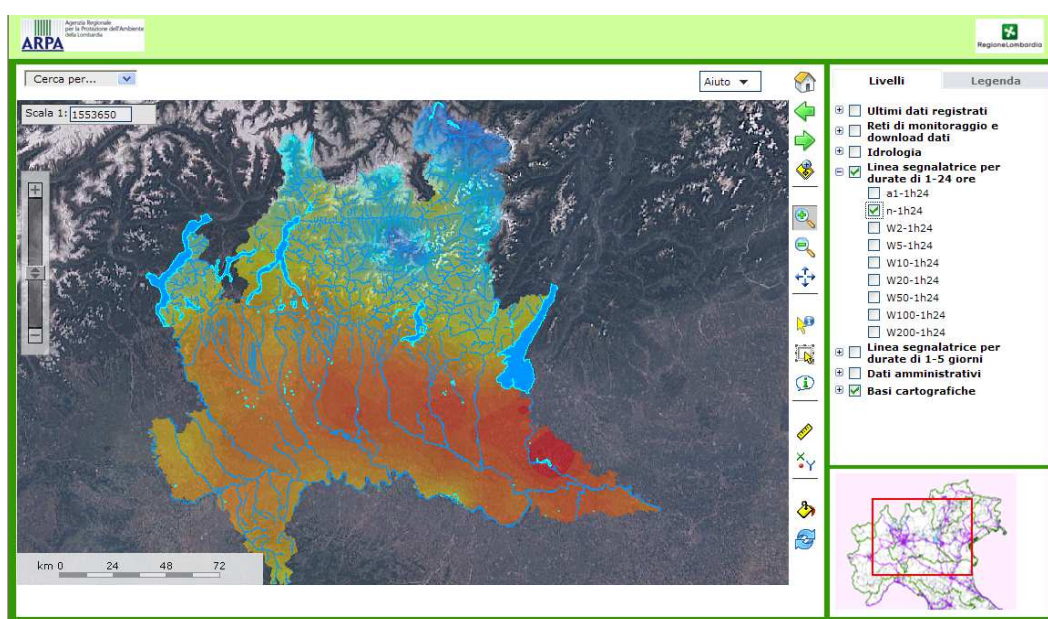 Agenzia Regionale
per la Protezione dell'Ambiente
della Lombardia
ARPA
RegioneLombardia
Cerca per...
Aiuto
Scala 1: 1553650
km 0 24 48 72
Livelli
Legenda
Ultimi dati registrati
Reti di monitoraggio e
download dati
Idrologia
Linea segnalatrice per
durate di 1-24 ore
a1-1h24
n-1h24
W2-1h24
W5-1h24
W10-1h24
W20-1h24
W50-1h24
W100-1h24
W200-1h24
Linea segnalatrice per
durate di 1-5 giorni
Dati amministrativi
Basi cartografiche